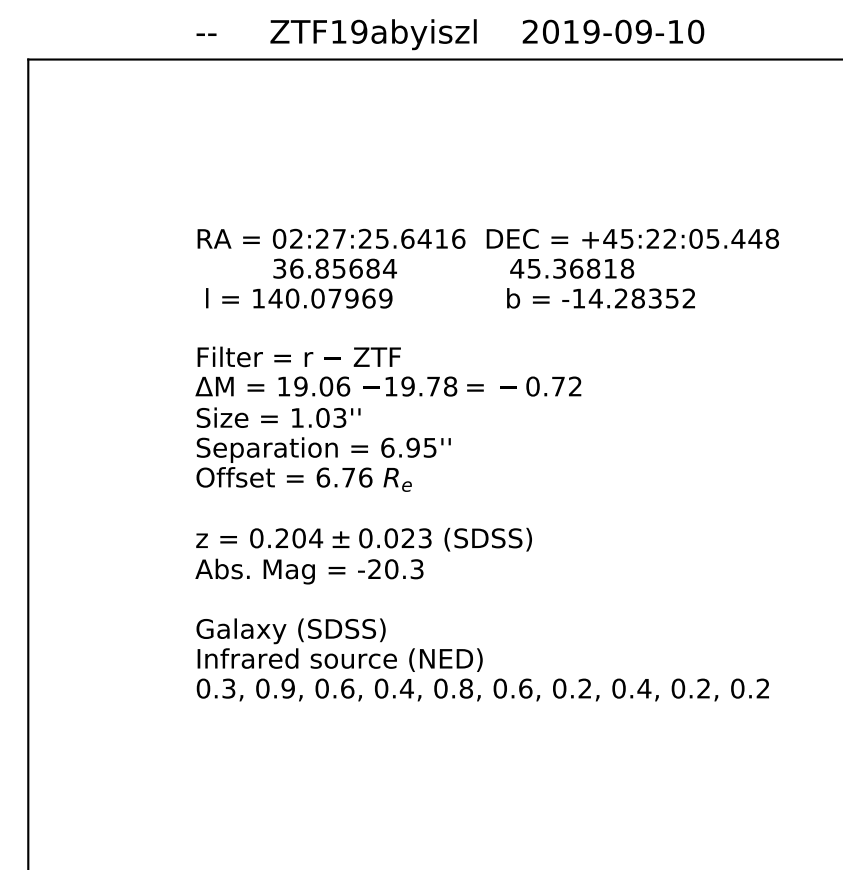 -- ZTF19abyiszl 2019-09-10
RA = 02:27:25.6416 DEC = +45:22:05.448
36.85684 45.36818
l = 140.07969 b = -14.28352
Filter = r − ZTF
ΔM = 19.06 −19.78 = − 0.72
Size = 1.03''
Separation = 6.95''
Offset = 6.76 Re
z = 0.204 ± 0.023 (SDSS)
Abs. Mag = -20.3
Galaxy (SDSS)
Infrared source (NED)
0.3, 0.9, 0.6, 0.4, 0.8, 0.6, 0.2, 0.4, 0.2, 0.2